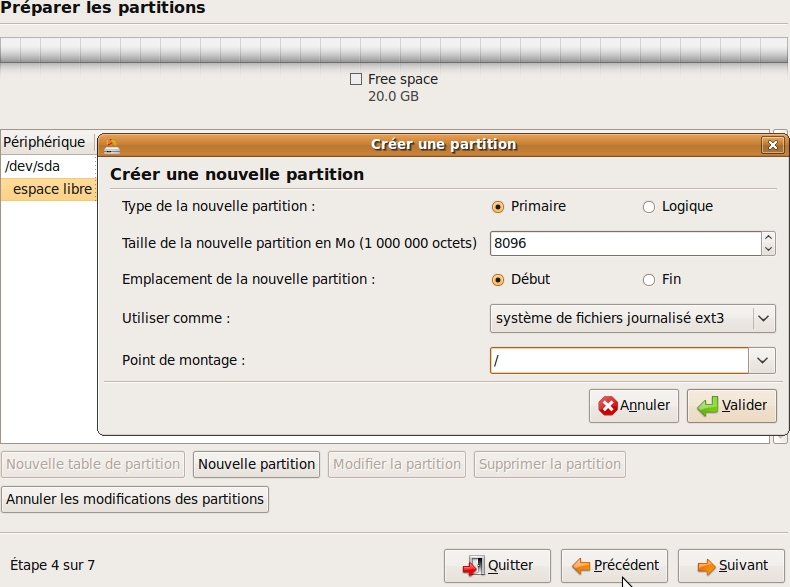 Préparer les partitions
Free space
20.0 GB
Périphérique
/dev/sda
espace libre
Créer une partition
Créer une nouvelle partition
Type de la nouvelle partition : Primaire Logique
Taille de la nouvelle partition en Mo (1 000 000 octets) 8096
Emplacement de la nouvelle partition : Début Fin
Utiliser comme : système de fichiers journalisé ext3
Point de montage : /
Annuler Valider
Nouvelle table de partition Nouvelle partition Modifier la partition Supprimer la partition
Annuler les modifications des partitions
Étape 4 sur 7 Quitter Précédent Suivant